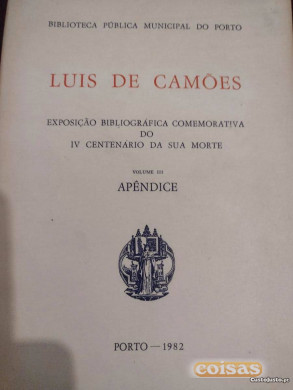 BIBLIOTECA PÚBLICA MUNICIPAL DO PORTO
LUIS DE CAMÕES
EXPOSIÇÃO BIBLIOGRÁFICA COMEMORATIVA
DO
IV CENTENÁRIO DA SUA MORTE
VOLUME III
APÊNDICE
PORTO — 1982
coisas